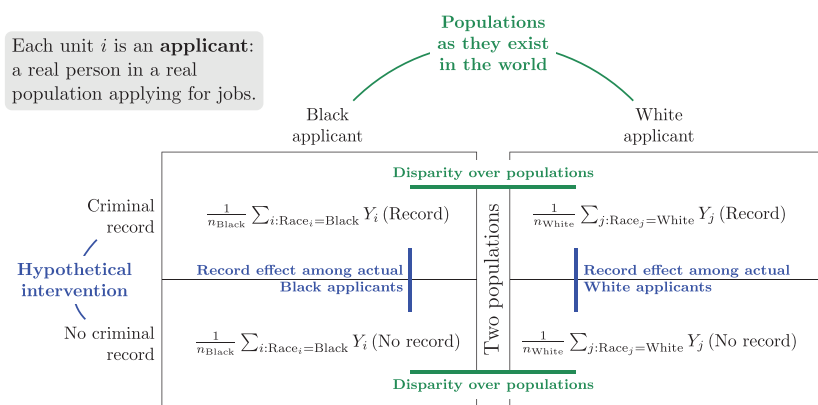 Populations
as they exist
in the world
Each unit i is an applicant:
a real person in a real
population applying for jobs.
Black
applicant
White
applicant
Disparity over populations
Criminal
record
1/n_Black ∑_{i:Race_i=Black} Y_i (Record)
1/n_White ∑_{j:Race_j=White} Y_j (Record)
Two populations
Hypothetical
intervention
Record effect among actual
Black applicants
Record effect among actual
White applicants
No criminal
record
1/n_Black ∑_{i:Race_i=Black} Y_i (No record)
1/n_White ∑_{j:Race_j=White} Y_j (No record)
Disparity over populations